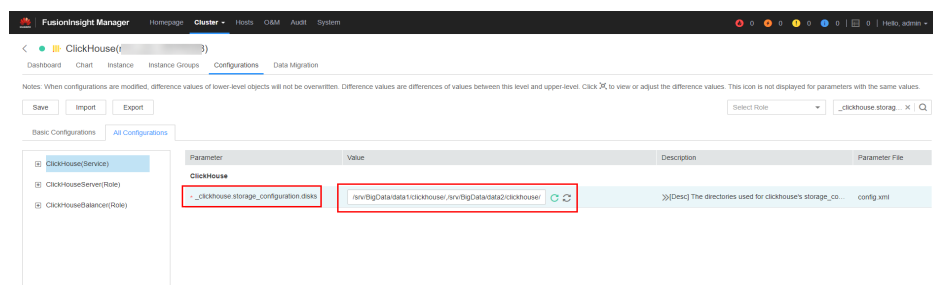 FusionInsight Manager Homepage Cluster Hosts O&M Audit System 0 0 0 0 0 Hello, admin
ClickHouse( 3)
Dashboard Chart Instance Instance Groups Configurations Data Migration
Notes: When configurations are modified, difference values of lower-level objects will not be overwritten. Difference values are differences of values between this level and upper-level. Click to view or adjust the difference values. This icon is not displayed for parameters with the same values.
Save Import Export Select Role _clickhouse.storag...
Basic Configurations All Configurations
ClickHouse(Service)
ClickHouseServer(Role)
ClickHouseBalancer(Role)
Parameter Value Description Parameter File
ClickHouse
_clickhouse.storage_configuration.disks /srv/BigData/data1/clickhouse/,/srv/BigData/data2/clickhouse/ [Desc] The directories used for clickhouse's storage_co... config.xml